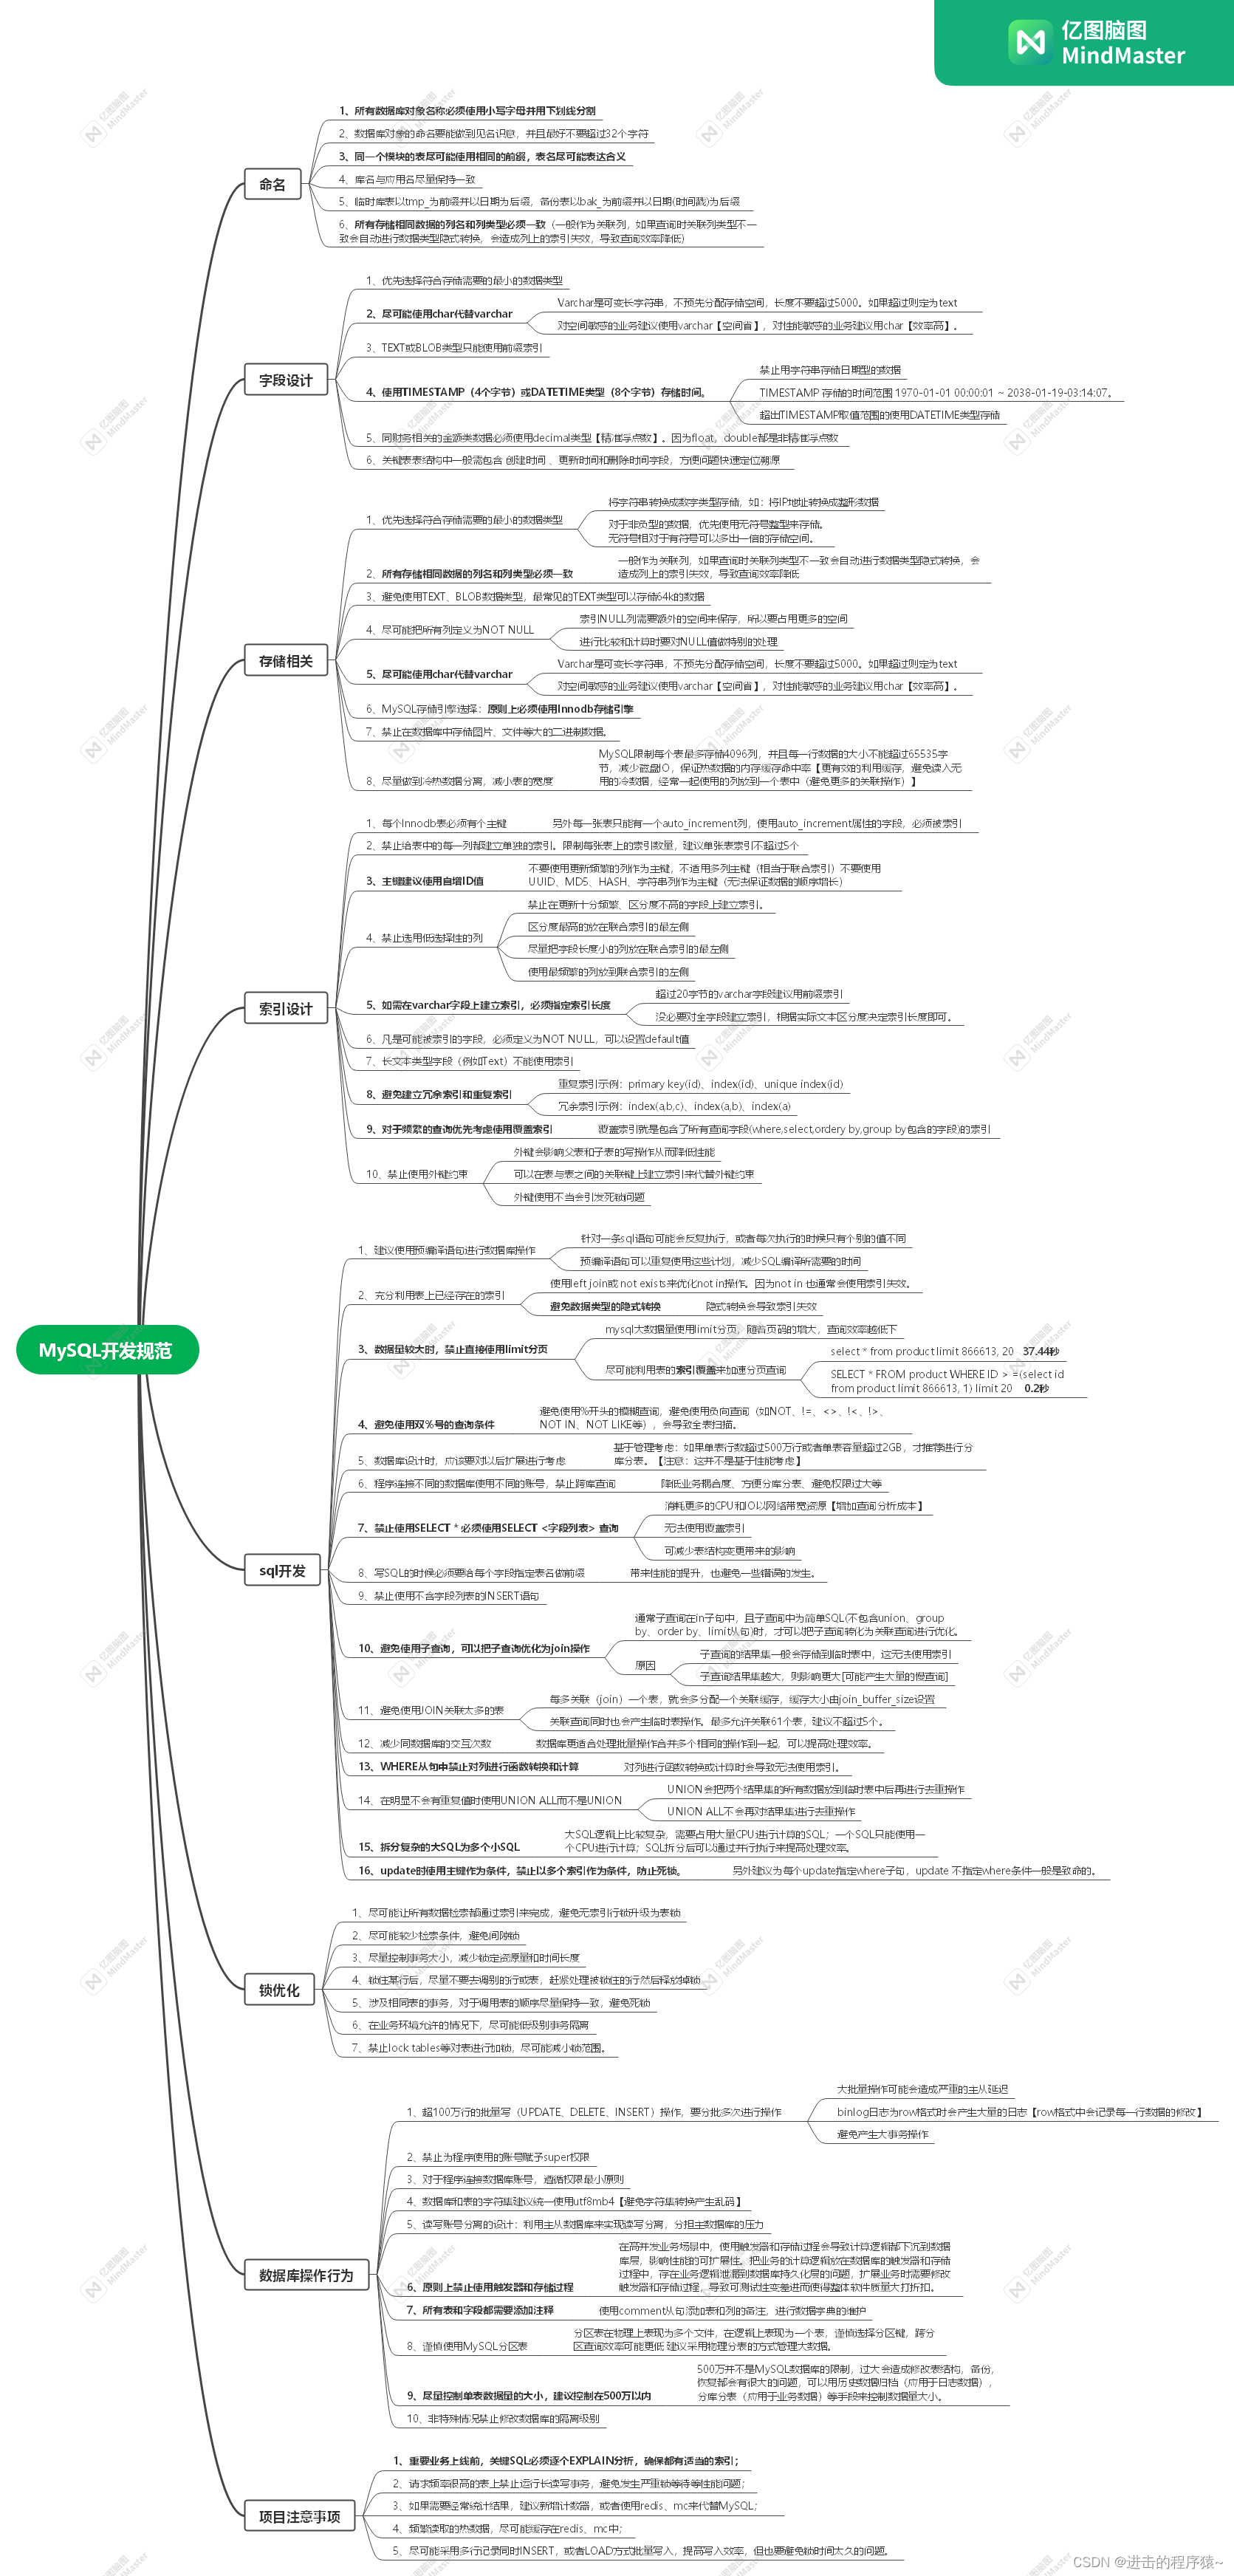 亿图脑图
MindMaster
MySQL开发规范
命名
1、所有数据库对象名称必须使用小写字母并用下划线分割
2、数据库对象的命名要能做到见名识意，并且最好不要超过32个字符
3、同一个模块的表尽可能使用相同的前缀，表名尽可能表达含义
4、库名与应用名尽量保持一致
5、临时库表以tmp_为前缀并以日期为后缀，备份表以bak_为前缀并以日期(时间戳)为后缀
6、所有存储相同数据的列名和列类型必须一致（一般作为关联列，如果查询时关联列类型不一
致会自动进行数据类型隐式转换，会造成列上的索引失效，导致查询效率降低）
字段设计
1、优先选择符合存储需要的最小的数据类型
2、尽可能使用char代替varchar
Varchar是可变长字符串，不预先分配存储空间，长度不要超过5000。如果超过则定为text
对空间敏感的业务建议使用varchar【空间省】，对性能敏感的业务建议用char【效率高】。
3、TEXT或BLOB类型只能使用前缀索引
4、使用TIMESTAMP（4个字节）或DATETIME类型（8个字节）存储时间。
禁止用字符串存储日期型的数据
TIMESTAMP 存储的时间范围 1970-01-01 00:00:01 ~ 2038-01-19-03:14:07。
超出TIMESTAMP取值范围的使用DATETIME类型存储
5、同财务相关的金额类数据必须使用decimal类型【精准浮点数】。因为float，double都是非精准浮点数
6、关键表表结构中一般需包含 创建时间 、更新时间和删除时间字段，方便问题快速定位溯源
存储相关
1、优先选择符合存储需要的最小的数据类型
将字符串转换成数字类型存储，如：将IP地址转换成整形数据
对于非负型的数据，优先使用无符号整型来存储。
无符号相对于有符号可以多出一倍的存储空间。
2、所有存储相同数据的列名和列类型必须一致
一般作为关联列，如果查询时关联列类型不一致会自动进行数据类型隐式转换，会
造成列上的索引失效，导致查询效率降低
3、避免使用TEXT、BLOB数据类型，最常见的TEXT类型可以存储64k的数据
4、尽可能把所有列定义为NOT NULL
索引NULL列需要额外的空间来保存，所以要占用更多的空间
进行比较和计算时要对NULL值做特别的处理
5、尽可能使用char代替varchar
Varchar是可变长字符串，不预先分配存储空间，长度不要超过5000。如果超过则定为text
对空间敏感的业务建议使用varchar【空间省】，对性能敏感的业务建议用char【效率高】。
6、MySQL存储引擎选择：原则上必须使用Innodb存储引擎
7、禁止在数据库中存储图片、文件等大的二进制数据。
8、尽量做到冷热数据分离，减小表的宽度
MySQL限制每个表最多存储4096列，并且每一行数据的大小不能超过65535字
节，减少磁盘IO，保证热数据的内存缓存命中率【更有效的利用缓存，避免读入无
用的冷数据，经常一起使用的列放到一个表中（避免更多的关联操作）】
索引设计
1、每个Innodb表必须有个主键
另外每一张表只能有一个auto_increment列，使用auto_increment属性的字段，必须被索引
2、禁止给表中的每一列都建立单独的索引。限制每张表上的索引数量，建议单张表索引不超过5个
3、主键建议使用自增ID值
不要使用更新频繁的列作为主键，不适用多列主键（相当于联合索引）不要使用
UUID、MD5、HASH、字符串列作为主键（无法保证数据的顺序增长）
4、禁止选用低选择性的列
禁止在更新十分频繁、区分度不高的字段上建立索引。
区分度最高的放在联合索引的最左侧
尽量把字段长度小的列放在联合索引的最左侧
使用最频繁的列放到联合索引的左侧
5、如需在varchar字段上建立索引，必须指定索引长度
超过20字节的varchar字段建议用前缀索引
没必要对全字段建立索引，根据实际文本区分度决定索引长度即可。
6、凡是可能被索引的字段，必须定义为NOT NULL，可以设置default值
7、长文本类型字段（例如Text）不能使用索引
8、避免建立冗余索引和重复索引
重复索引示例：primary key(id)、index(id)、unique index(id)
冗余索引示例：index(a,b,c)、index(a,b)、index(a)
9、对于频繁的查询优先考虑使用覆盖索引
覆盖索引就是包含了所有查询字段(where,select,ordery by,group by包含的字段)的索引
10、禁止使用外键约束
外键会影响父表和子表的写操作从而降低性能
可以在表与表之间的关联键上建立索引来代替外键约束
外键使用不当会引发死锁问题
sql开发
1、建议使用预编译语句进行数据库操作
针对一条sql语句可能会反复执行，或者每次执行的时候只有个别的值不同
预编译语句可以重复使用这些计划，减少SQL编译所需要的时间
2、充分利用表上已经存在的索引
使用left join或 not exists来优化not in操作。因为not in 也通常会使用索引失效。
避免数据类型的隐式转换
隐式转换会导致索引失效
3、数据量较大时，禁止直接使用limit分页
mysql大数据量使用limit分页，随着页码的增大，查询效率越低下
尽可能利用表的索引覆盖来加速分页查询
select * from product limit 866613, 20 37.44秒
SELECT * FROM product WHERE ID > =(select id
from product limit 866613, 1) limit 20 0.2秒
4、避免使用双%号的查询条件
避免使用%开头的模糊查询，避免使用负向查询（如NOT、!=、<>、!<、!>、
NOT IN、NOT LIKE等），会导致全表扫描。
5、数据库设计时，应该要对以后扩展进行考虑
基于管理考虑：如果单表行数超过500万行或者单表容量超过2GB，才推荐进行分
库分表。【注意：这并不是基于性能考虑】
6、程序连接不同的数据库使用不同的账号，禁止跨库查询
降低业务耦合度、方便分库分表、避免权限过大等
7、禁止使用SELECT * 必须使用SELECT <字段列表> 查询
消耗更多的CPU和IO以网络带宽资源【增加查询分析成本】
无法使用覆盖索引
可减少表结构变更带来的影响
8、写SQL的时候必须要给每个字段指定表名做前缀
带来性能的提升，也避免一些错误的发生。
9、禁止使用不含字段列表的INSERT语句
10、避免使用子查询，可以把子查询优化为join操作
通常子查询在in子句中，且子查询中为简单SQL(不包含union、group
by、order by、limit从句)时，才可以把子查询转化为关联查询进行优化。
原因
子查询的结果集一般会存储到临时表中，这无法使用索引
子查询结果集越大，则影响更大[可能产生大量的慢查询]
11、避免使用JOIN关联太多的表
每多关联（join）一个表，就会多分配一个关联缓存，缓存大小由join_buffer_size设置
关联查询同时也会产生临时表操作。最多允许关联61个表，建议不超过5个。
12、减少同数据库的交互次数
数据库更适合处理批量操作合并多个相同的操作到一起，可以提高处理效率。
13、WHERE从句中禁止对列进行函数转换和计算
对列进行函数转换或计算时会导致无法使用索引。
14、在明显不会有重复值时使用UNION ALL而不是UNION
UNION会把两个结果集的所有数据放到临时表中后再进行去重操作
UNION ALL不会再对结果集进行去重操作
15、拆分复杂的大SQL为多个小SQL
大SQL逻辑上比较复杂，需要占用大量CPU进行计算的SQL；一个SQL只能使用一
个CPU进行计算；SQL拆分后可以通过并行执行来提高处理效率。
16、update时使用主键作为条件，禁止以多个索引作为条件，防止死锁。
另外建议为每个update指定where子句，update 不指定where条件一般是致命的。
锁优化
1、尽可能让所有数据检索都通过索引来完成，避免无索引行锁升级为表锁
2、尽可能较少检索条件，避免间隙锁
3、尽量控制事务大小，减少锁定资源量和时间长度
4、锁住某行后，尽量不要去调别的行或表，赶紧处理被锁住的行然后释放掉锁
5、涉及相同表的事务，对于调用表的顺序尽量保持一致，避免死锁
6、在业务环境允许的情况下，尽可能低级别事务隔离
7、禁止lock tables等对表进行加锁，尽可能减小锁范围。
数据库操作行为
1、超100万行的批量写（UPDATE、DELETE、INSERT）操作，要分批多次进行操作
大批量操作可能会造成严重的主从延迟
binlog日志为row格式时会产生大量的日志【row格式中会记录每一行数据的修改】
避免产生大事务操作
2、禁止为程序使用的账号赋予super权限
3、对于程序连接数据库账号，遵循权限最小原则
4、数据库和表的字符集建议统一使用utf8mb4【避免字符集转换产生乱码】
5、读写账号分离的设计：利用主从数据库来实现读写分离，分担主数据库的压力
6、原则上禁止使用触发器和存储过程
在高并发业务场景中，使用触发器和存储过程会导致计算逻辑都下沉到数据
库层，影响性能的可扩展性。把业务的计算逻辑放在数据库的触发器和存储
过程中，存在业务逻辑泄漏到数据库持久化层的问题，扩展业务时需要修改
触发器和存储过程，导致可测试性变差进而使得整体软件质量大打折扣。
7、所有表和字段都需要添加注释
使用comment从句添加表和列的备注，进行数据字典的维护
8、谨慎使用MySQL分区表
分区表在物理上表现为多个文件，在逻辑上表现为一个表，谨慎选择分区键，跨分
区查询效率可能更低 建议采用物理分表的方式管理大数据。
9、尽量控制单表数据量的大小，建议控制在500万以内
500万并不是MySQL数据库的限制，过大会造成修改表结构，备份，
恢复都会有很大的问题，可以用历史数据归档（应用于日志数据），
分库分表（应用于业务数据）等手段来控制数据量大小。
10、非特殊情况禁止修改数据库的隔离级别
项目注意事项
1、重要业务上线前，关键SQL必须逐个EXPLAIN分析，确保都有适当的索引；
2、请求频率很高的表上禁止运行长读写事务，避免发生严重锁等待等性能问题；
3、如果需要经常统计结果，建议新增计数器，或者使用redis、mc来代替MySQL；
4、频繁读取的热数据，尽可能缓存在redis、mc中；
5、尽可能采用多行记录同时INSERT，或者LOAD方式批量写入，提高写入效率，但也要避免锁时间太久的问题。
CSDN @进击的程序猿~